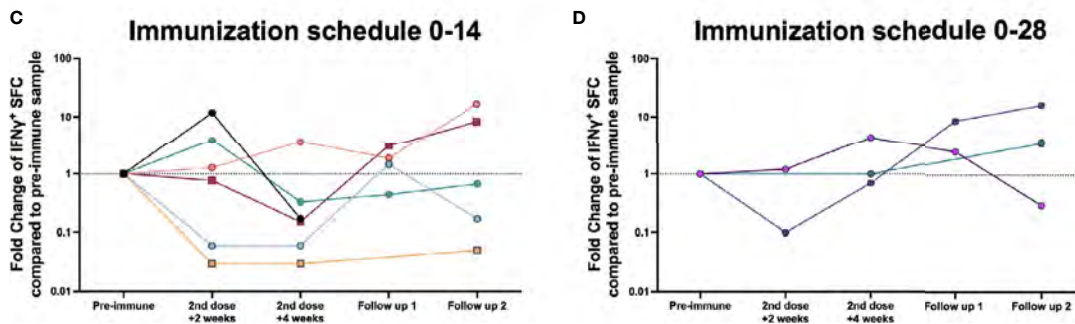 C
Immunization schedule 0-14
Fold Change of IFNγ⁺ SFC
compared to pre-immune sample
100
10
1
0.1
0.01
Pre-immune
2nd dose
+2 weeks
2nd dose
+4 weeks
Follow up 1
Follow up 2
D
Immunization schedule 0-28
Fold Change of IFNγ⁺ SFC
compared to pre-immune sample
100
10
1
0.1
0.01
Pre-immune
2nd dose
+2 weeks
2nd dose
+4 weeks
Follow up 1
Follow up 2